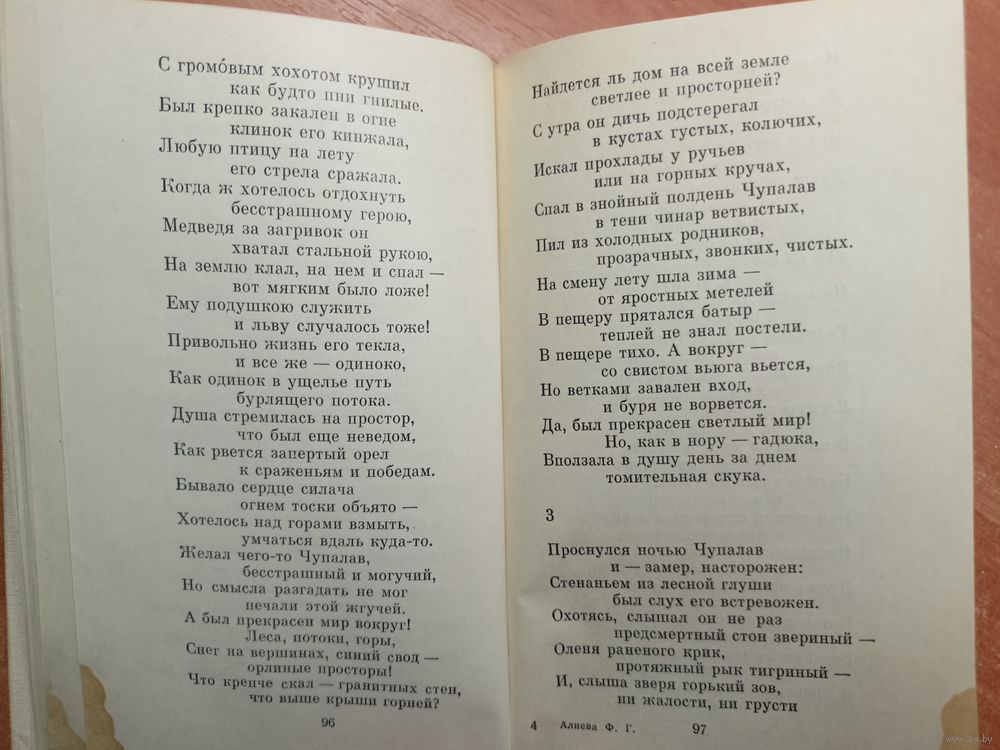 С громо́вым хохотом крушил
как будто пни гнилые.
Был крепко закален в огне
клинок его кинжала,
Любую птицу на лету
его стрела сражала.
Когда ж хотелось отдохнуть
бесстрашному герою,
Медведя за загривок он
хватал стальной рукою,
На землю клал, на нем и спал —
вот мягким было ложе!
Ему подушкою служить
и льву случалось тоже!
Привольно жизнь его текла,
и все же — одиноко,
Как одинок в ущелье путь
бурлящего потока.
Душа стремилась на простор,
что был еще неведом,
Как рвется запертый орел
к сраженьям и победам.
Бывало сердце силача
огнем тоски объято —
Хотелось над горами взмыть,
умчаться вдаль куда-то.
Желал чего-то Чупалав,
бесстрашный и могучий,
Но смысла разгадать не мог
печали этой жгучей.
А был прекрасен мир вокруг!
Леса, потоки, горы,
Снег на вершинах, синий свод —
орлиные просторы!
Что крепче скал — гранитных стен,
что выше крыши горней?
96
Найдется ль дом на всей земле
светлее и просторней?
С утра он дичь подстерегал
в кустах густых, колючих,
Искал прохлады у ручьев
или на горных кручах,
Спал в знойный полдень Чупалав
в тени чинар ветвистых,
Пил из холодных родников,
прозрачных, звонких, чистых.
На смену лету шла зима —
от яростных метелей
В пещеру прятался батыр —
теплей не знал постели.
В пещере тихо. А вокруг —
со свистом вьюга вьется,
Но ветками завален вход,
и буря не ворвется.
Да, был прекрасен светлый мир!
Но, как в нору — гадюка,
Вползала в душу день за днем
томительная скука.
3
Проснулся ночью Чупалав
и — замер, насторожен:
Стенаньем из лесной глуши
был слух его встревожен.
Охотясь, слышал он не раз
предсмертный стон звериный —
Оленя раненого крик,
протяжный рык тигриный —
И, слыша зверя горький зов,
ни жалости, ни грусти
4 Алиева Ф. Г. 97
www.ay.by